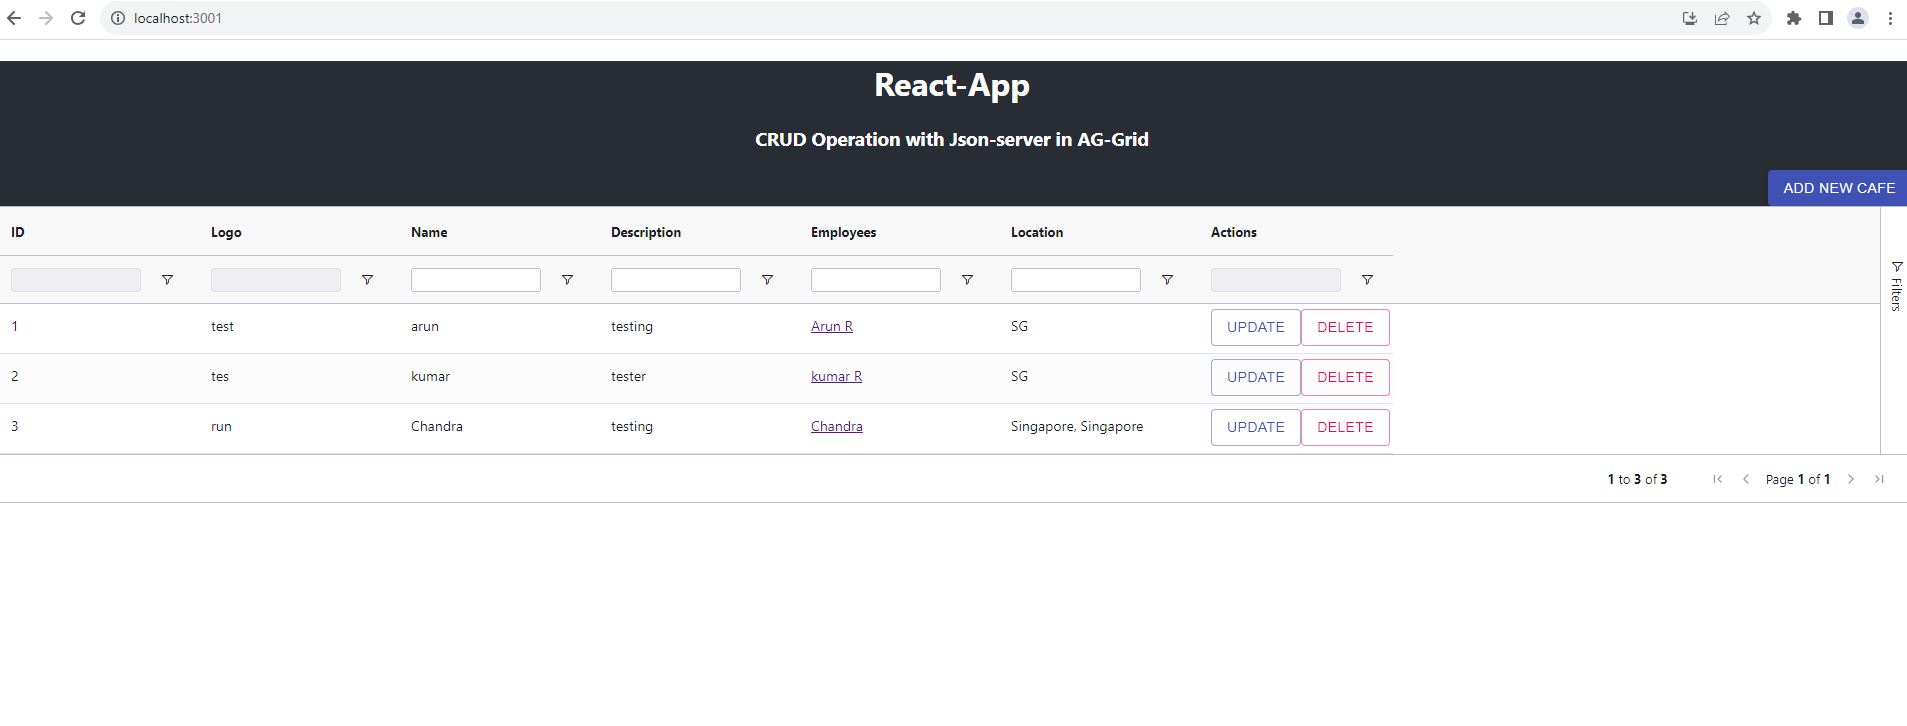 localhost:3001
React-App
CRUD Operation with Json-server in AG-Grid
ADD NEW CAFE
ID Logo Name Description Employees Location Actions
Filters
1 test arun testing Arun R SG UPDATE DELETE
2 tes kumar tester kumar R SG UPDATE DELETE
3 run Chandra testing Chandra Singapore, Singapore UPDATE DELETE
1 to 3 of 3 Page 1 of 1